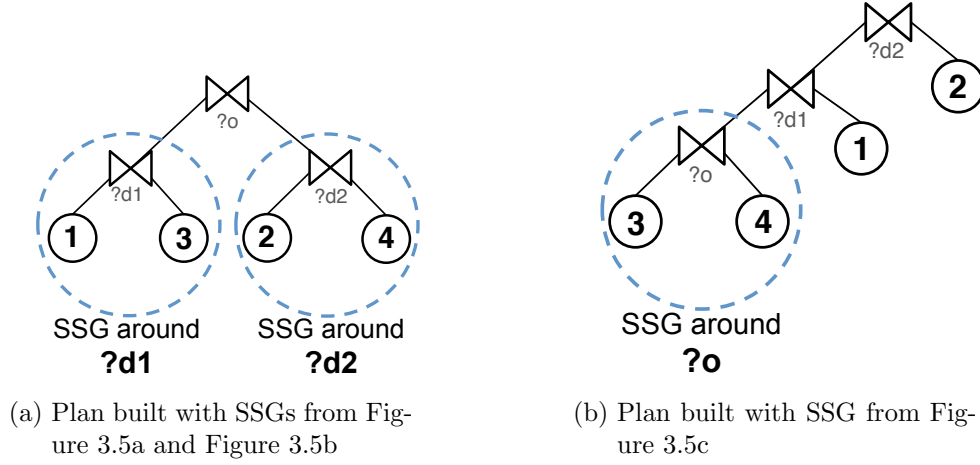 ?o
?d1
?d2
1
3
2
4
SSG around
?d1
SSG around
?d2
(a) Plan built with SSGs from Fig-
ure 3.5a and Figure 3.5b
?d2
2
?d1
1
?o
3
4
SSG around
?o
(b) Plan built with SSG from Fig-
ure 3.5c